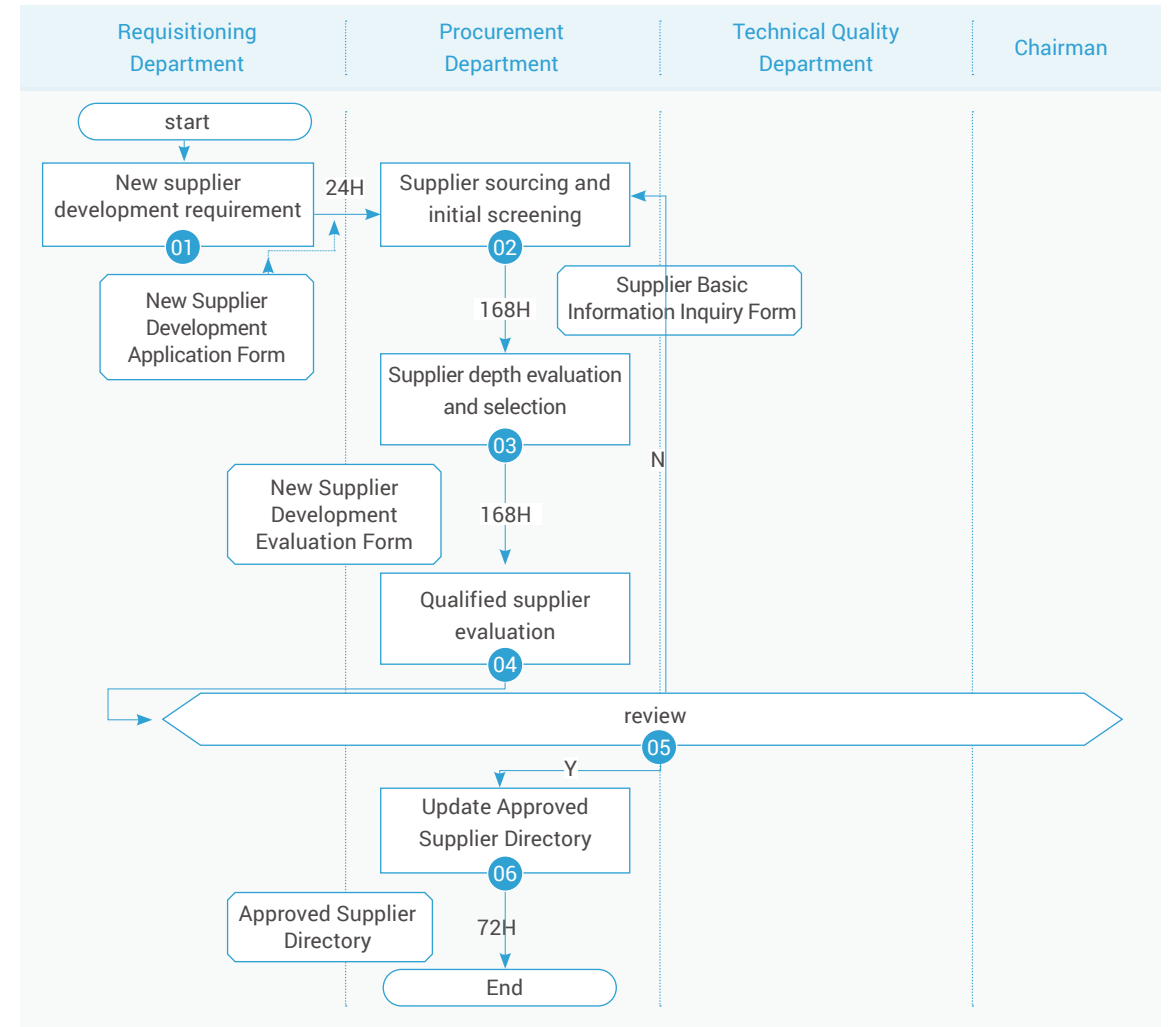 Requisitioning
Department
Procurement
Department
Technical Quality
Department
Chairman
start
New supplier
development requirement
01
24H
Supplier sourcing and
initial screening
02
New Supplier
Development
Application Form
168H
Supplier Basic
Information Inquiry Form
Supplier depth evaluation
and selection
03
N
New Supplier
Development
Evaluation Form
168H
Qualified supplier
evaluation
04
review
05
Y
Update Approved
Supplier Directory
06
Approved Supplier
Directory
72H
End